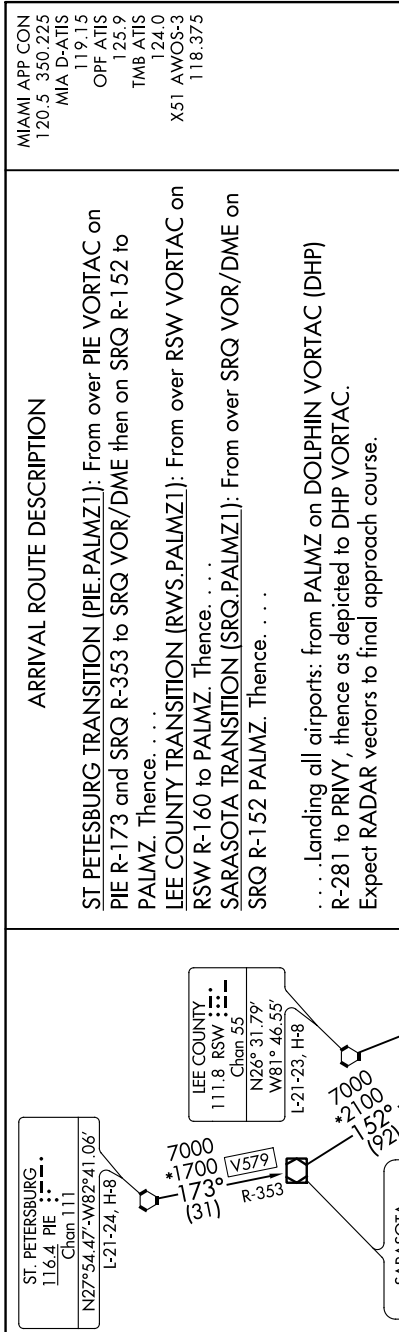 MIAMI APP CON
120.5 350.225
MIA D-ATIS
119.15
OPF ATIS
125.9
TMB ATIS
124.0
X51 AWOS-3
118.375
ARRIVAL ROUTE DESCRIPTION
ST PETESBURG TRANSITION (PIE.PALMZ1): From over PIE VORTAC on
PIE R-173 and SRQ R-353 to SRQ VOR/DME then on SRQ R-152 to
PALMZ. Thence. . . .
LEE COUNTY TRANSITION (RWS.PALMZ1): From over RSW VORTAC on
RSW R-160 to PALMZ. Thence. . . .
SARASOTA TRANSITION (SRQ.PALMZ1): From over SRQ VOR/DME on
SRQ R-152 PALMZ. Thence. . . .
. . . .Landing all airports: from PALMZ on DOLPHIN VORTAC (DHP)
R-281 to PRIVY, thence as depicted to DHP VORTAC.
Expect RADAR vectors to final approach course.
ST. PETERSBURG
116.4 PIE
Chan 111
N27°54.47'-W82°41.06'
L-21-24, H-8
7000
*1700
V579
173°
(31)
R-353
LEE COUNTY
111.8 RSW
Chan 55
N26° 31.79'
W81° 46.55'
L-21-23, H-8
7000
*2100
152°
(92)
SARASOTA